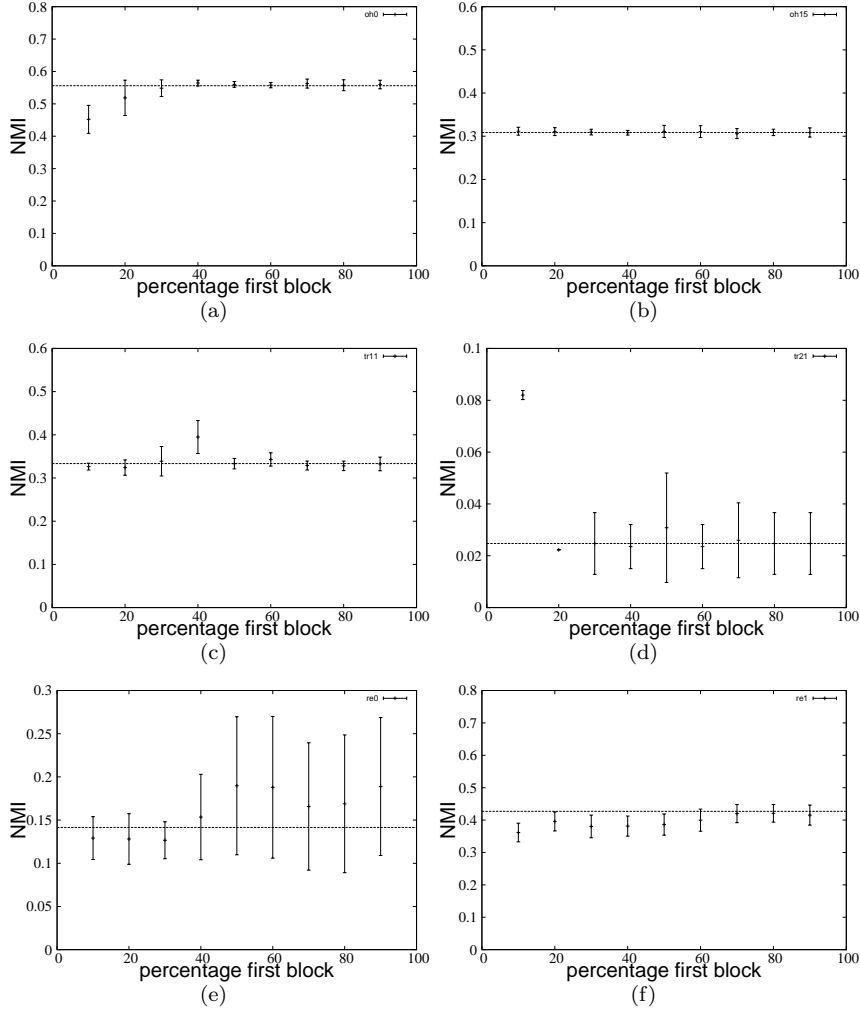 0.8
0.7
0.6
0.5
0.4
0.3
0.2
0.1
0
NMI
oh0
0 20 40 60 80 100
percentage first block
(a)
0.6
0.5
0.4
0.3
0.2
0.1
0
NMI
oh15
0 20 40 60 80 100
percentage first block
(b)
0.6
0.5
0.4
0.3
0.2
0.1
0
NMI
tr11
0 20 40 60 80 100
percentage first block
(c)
0.1
0.08
0.06
0.04
0.02
0
NMI
tr21
0 20 40 60 80 100
percentage first block
(d)
0.3
0.25
0.2
0.15
0.1
0.05
0
NMI
re0
0 20 40 60 80 100
percentage first block
(e)
0.8
0.7
0.6
0.5
0.4
0.3
0.2
0.1
0
NMI
re1
0 20 40 60 80 100
percentage first block
(f)